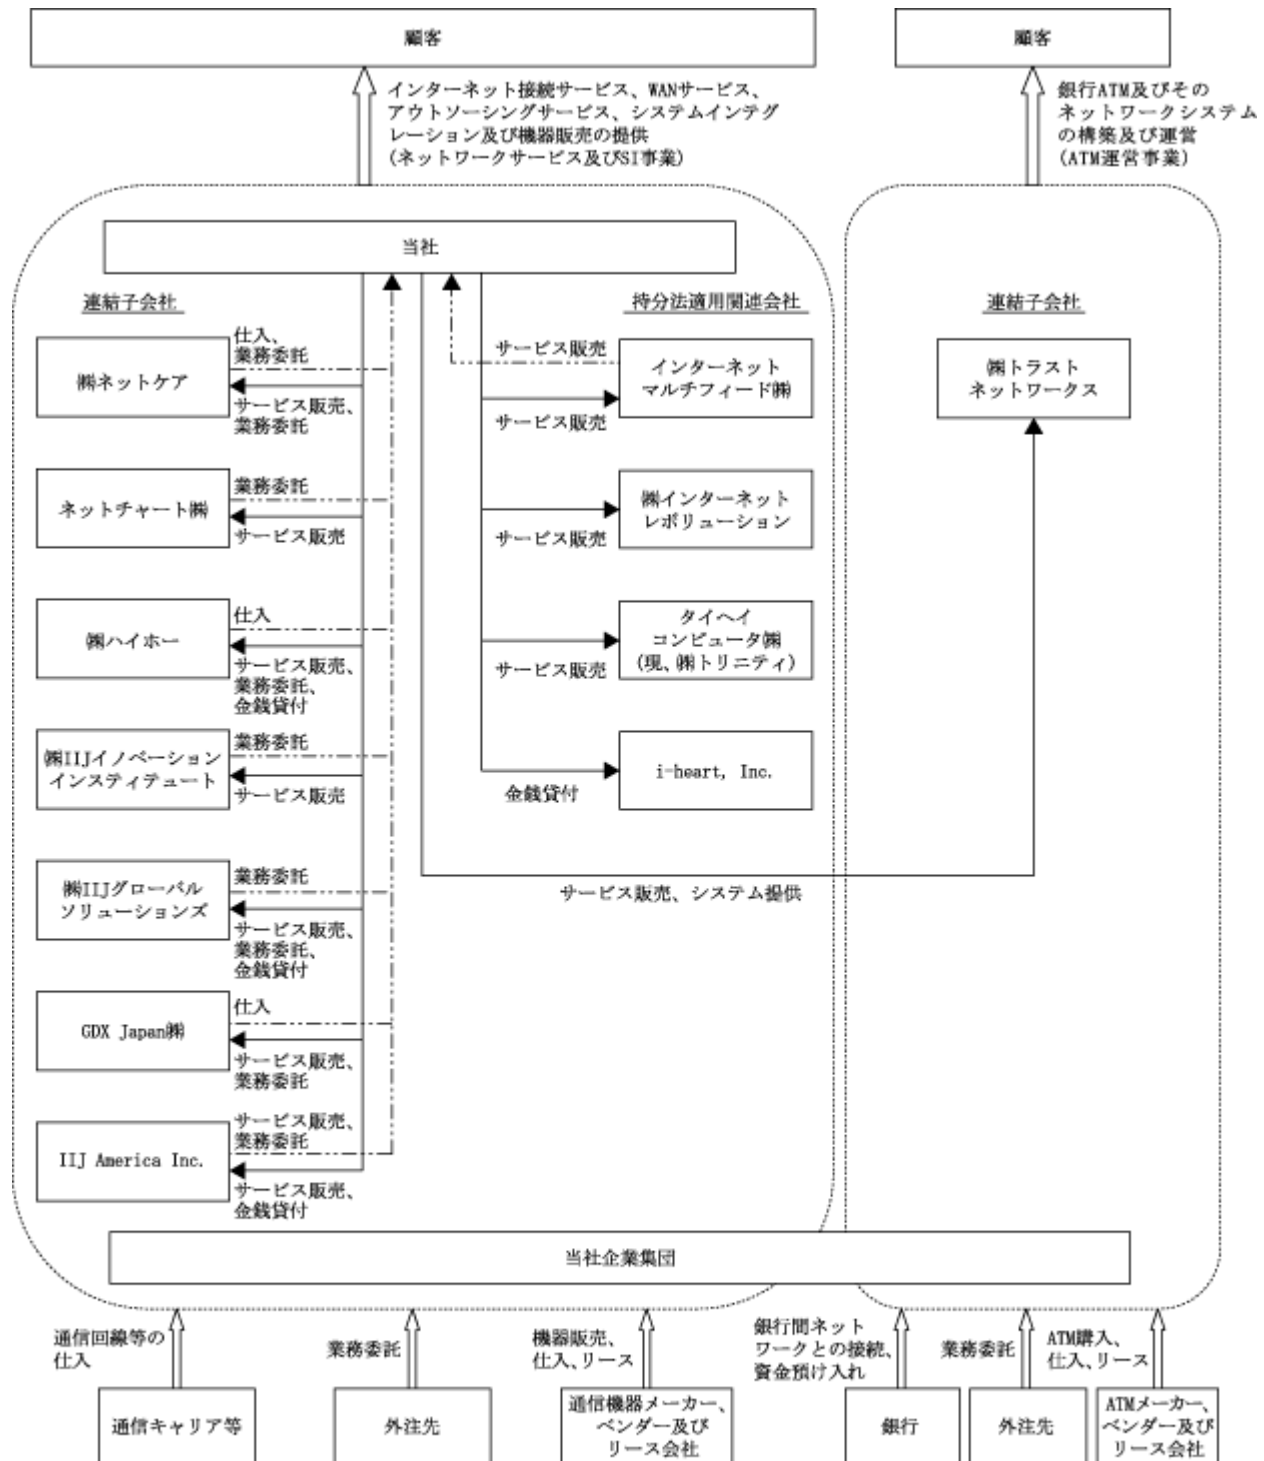 顧客
顧客
インターネット接続サービス、WANサービス、
アウトソーシングサービス、システムインテグ
レーション及び機器販売の提供
(ネットワークサービス及びSI事業)
銀行ATM及びその
ネットワークシステム
の構築及び運営
(ATM運営事業)
当社
連結子会社
持分法適用関連会社
連結子会社
㈱ネットケア
仕入、
業務委託
サービス販売、
業務委託
ネットチャート㈱
業務委託
サービス販売
㈱ハイホー
仕入
サービス販売、
業務委託、
金銭貸付
㈱IIJイノベーション
インスティテュート
業務委託
サービス販売
㈱IIJグローバル
ソリューションズ
業務委託
サービス販売、
業務委託、
金銭貸付
GDX Japan㈱
仕入
サービス販売、
業務委託
IIJ America Inc.
サービス販売、
業務委託
サービス販売、
金銭貸付
サービス販売
インターネット
マルチフィード㈱
サービス販売
㈱インターネット
レボリューション
サービス販売
タイヘイ
コンピュータ㈱
(現、㈱トリニティ)
サービス販売
i-heart, Inc.
金銭貸付
㈱トラスト
ネットワークス
サービス販売、システム提供
当社企業集団
通信回線等の
仕入
業務委託
機器販売、
仕入、リース
銀行間ネット
ワークとの接続、
資金預け入れ
業務委託
ATM購入、
仕入、リース
通信キャリア等
外注先
通信機器メーカー、
ベンダー及び
リース会社
銀行
外注先
ATMメーカー、
ベンダー及び
リース会社